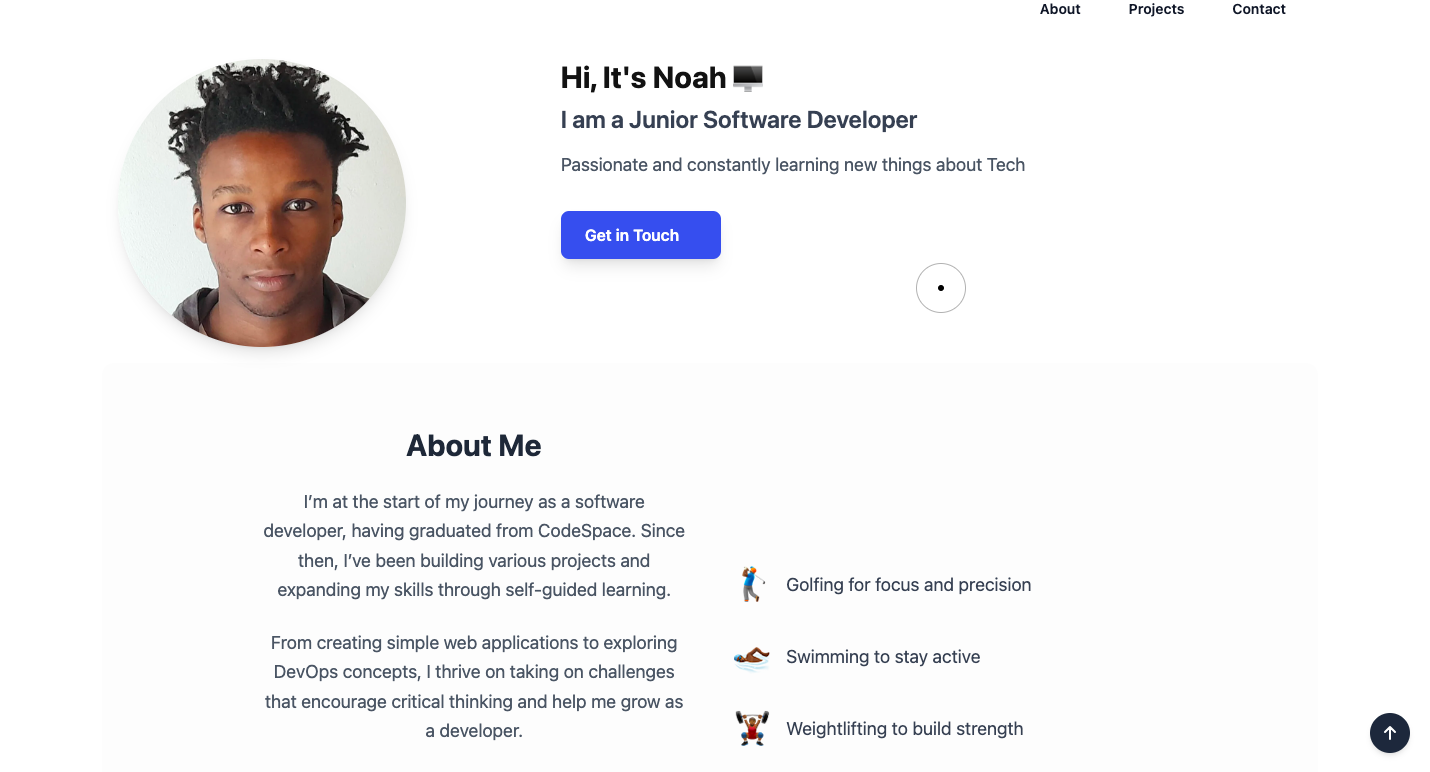 About Projects Contact
Hi, It's Noah
I am a Junior Software Developer
Passionate and constantly learning new things about Tech
Get in Touch
About Me
I’m at the start of my journey as a software
developer, having graduated from CodeSpace. Since
then, I’ve been building various projects and
expanding my skills through self-guided learning.
From creating simple web applications to exploring
DevOps concepts, I thrive on taking on challenges
that encourage critical thinking and help me grow as
a developer.
Golfing for focus and precision
Swimming to stay active
Weightlifting to build strength